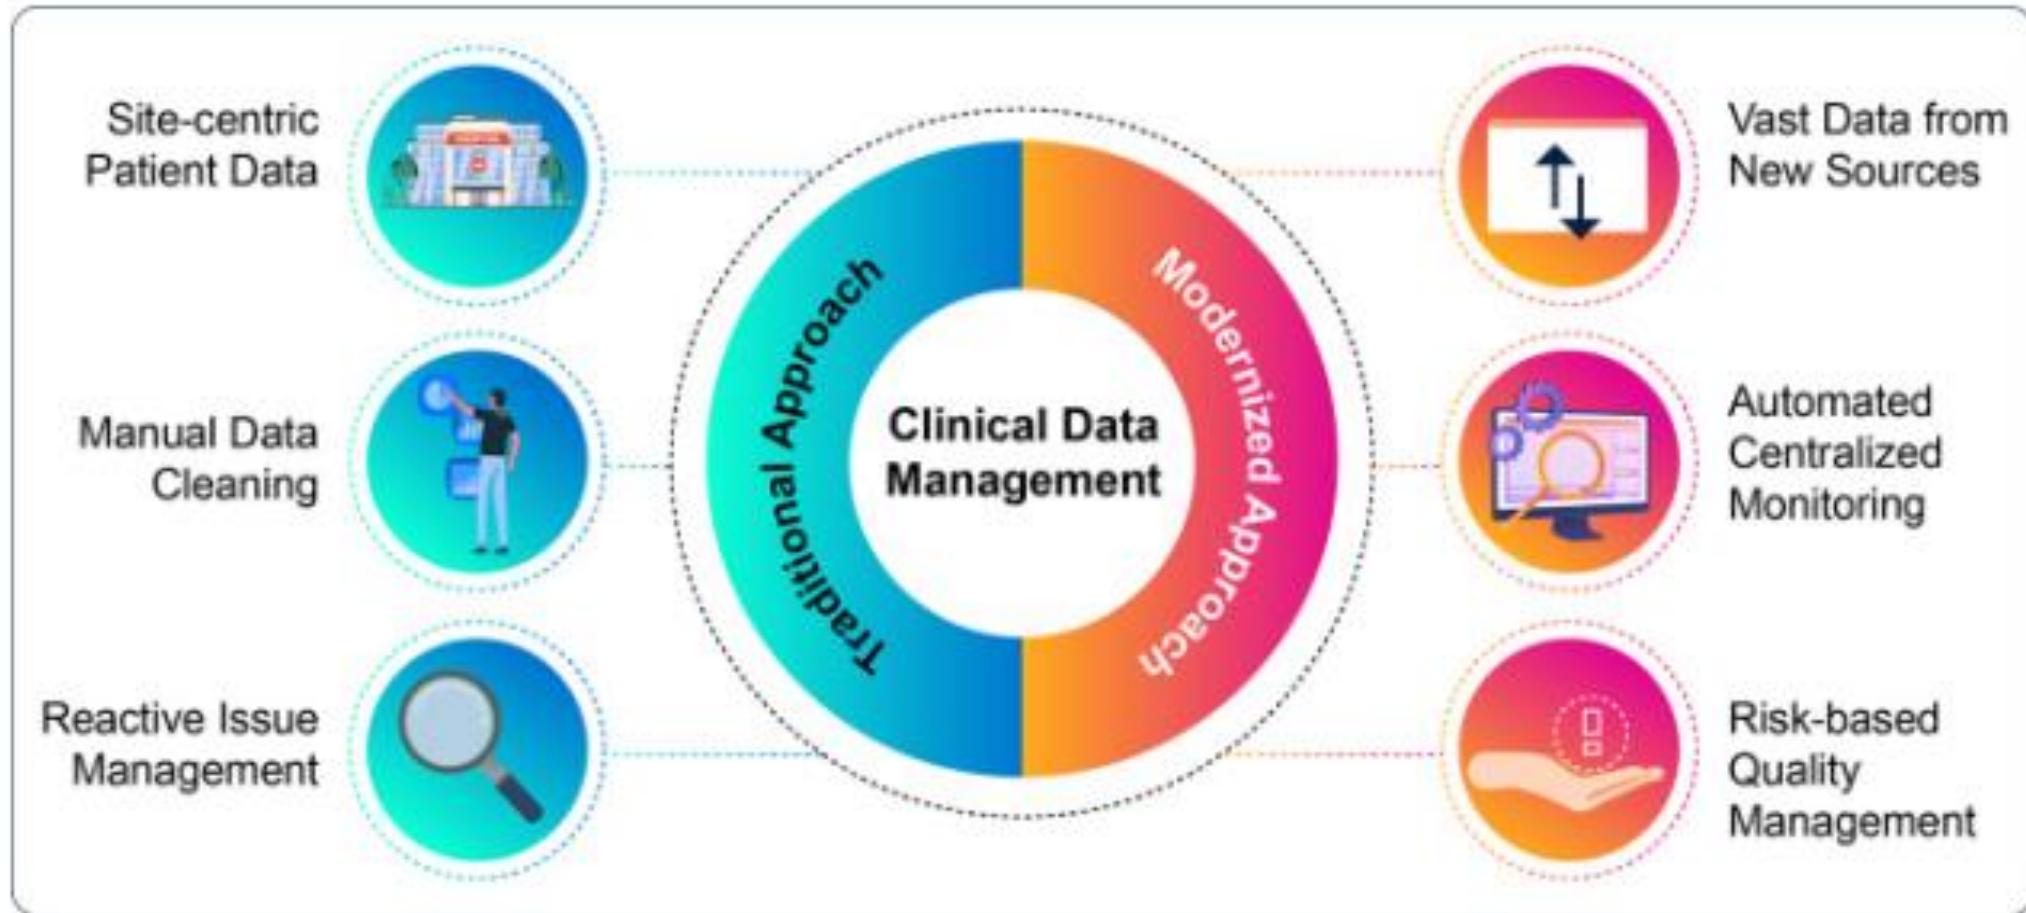 Site-centric
Patient Data
Manual Data
Cleaning
Reactive Issue
Management
Traditional Approach
Clinical Data
Management
Modernized Approach
Vast Data from
New Sources
Automated
Centralized
Monitoring
Risk-based
Quality
Management